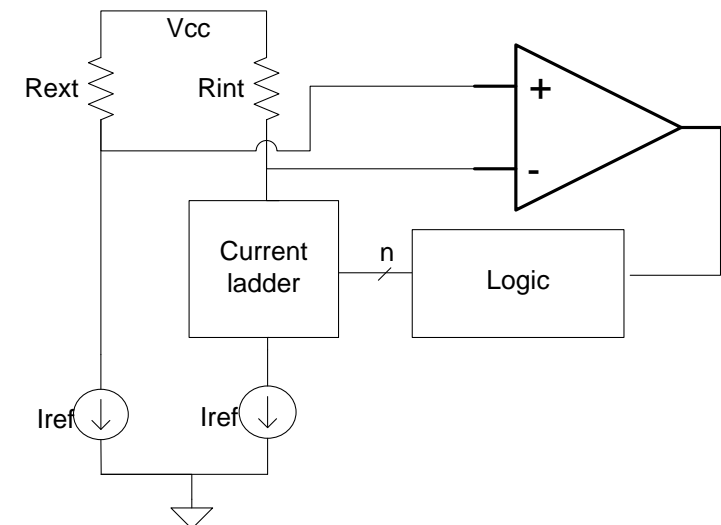 Vcc
Rext
Rint
+
-
Current
ladder
n
Logic
Iref
Iref